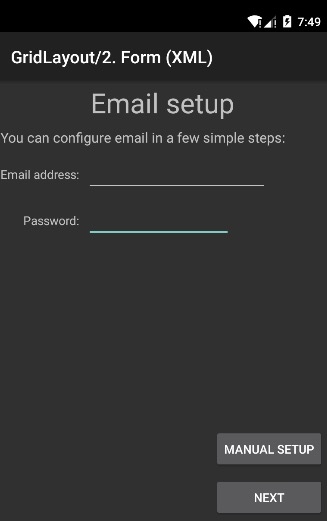 7:49
GridLayout/2. Form (XML)
Email setup
You can configure email in a few simple steps:
Email address:
Password:
MANUAL SETUP
NEXT